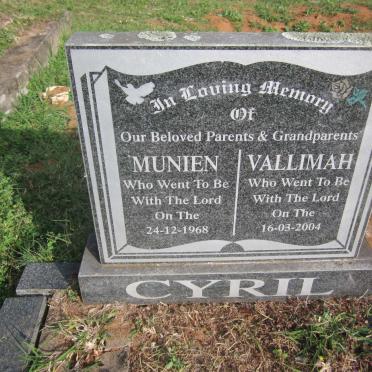 In Loving Memory
Of
Our Beloved Parents & Grandparents
MUNIEN
Who Went To Be
With The Lord
On The
24-12-1968
VALLIMAH
Who Went To Be
With The Lord
On The
16-03-2004
CYRIL